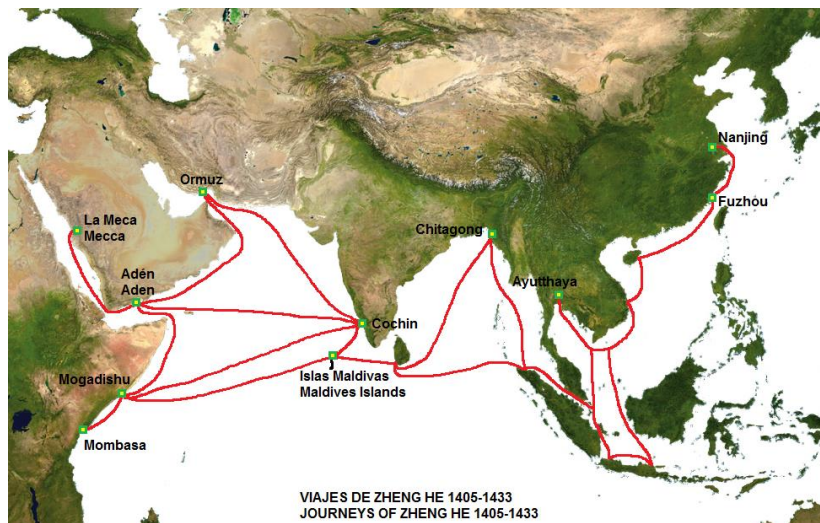 Nanjing
Ormuz
Fuzhou
La Meca
Mecca
Chitagong
Adén
Aden
Ayutthaya
Cochin
Islas Maldivas
Maldives Islands
Mogadishu
Mombasa
VIAJES DE ZHENG HE 1405-1433
JOURNEYS OF ZHENG HE 1405-1433